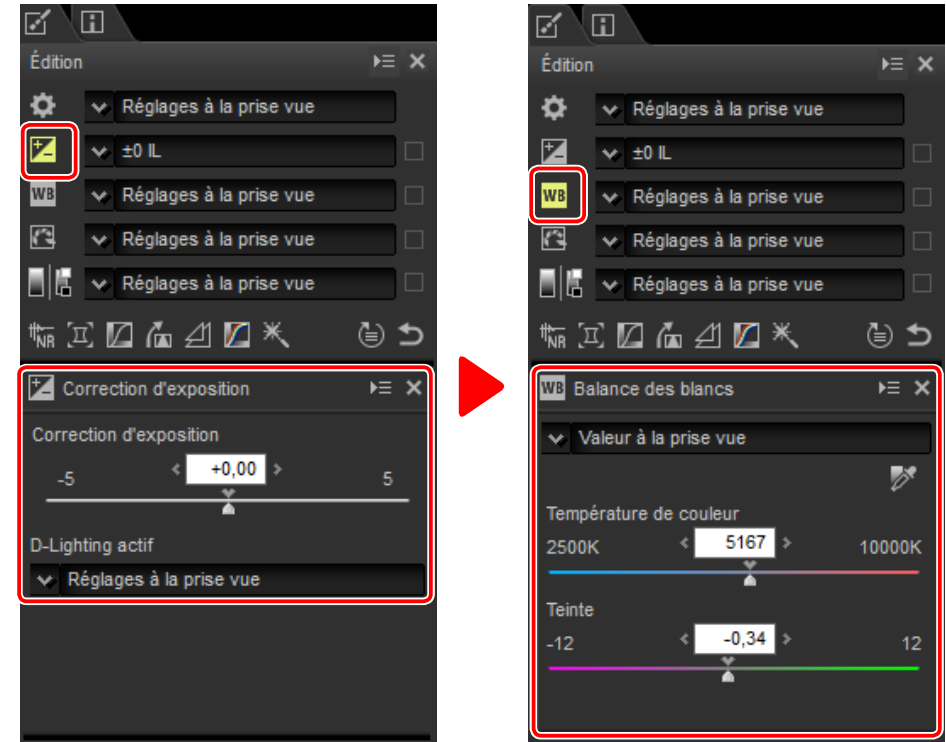 Édition
Réglages à la prise vue
±0 IL
WB Réglages à la prise vue
Réglages à la prise vue
Réglages à la prise vue
NR
Correction d'exposition
Correction d'exposition
-5 +0,00 5
D-Lighting actif
Réglages à la prise vue
Édition
Réglages à la prise vue
±0 IL
WB Réglages à la prise vue
Réglages à la prise vue
Réglages à la prise vue
NR
WB Balance des blancs
Valeur à la prise vue
Température de couleur
2500K 5167 10000K
Teinte
-12 -0,34 12